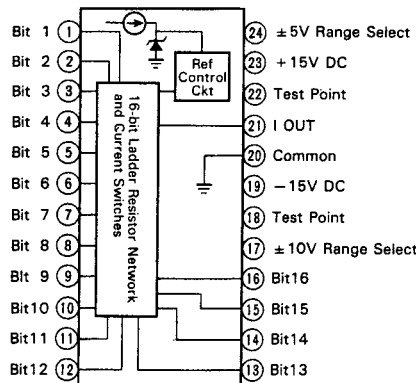 Bit 1 ①
Bit 2 ②
Bit 3 ③
Bit 4 ④
Bit 5 ⑤
Bit 6 ⑥
Bit 7 ⑦
Bit 8 ⑧
Blt 9 ⑨
Bit10 ⑩
Bit11 ⑪
Bit12 ⑫
16-bit Ladder Resistor Network
and Current Switches
Ref
Control
Ckt
㉔ ±5V Range Select
㉓ +15V DC
㉒ Test Point
㉑ I OUT
⑳ Common
⑲ −15V DC
⑱ Test Point
⑰ ±10V Range Select
⑯ Bit16
⑮ Bit15
⑭ Bit14
⑬ Bit13